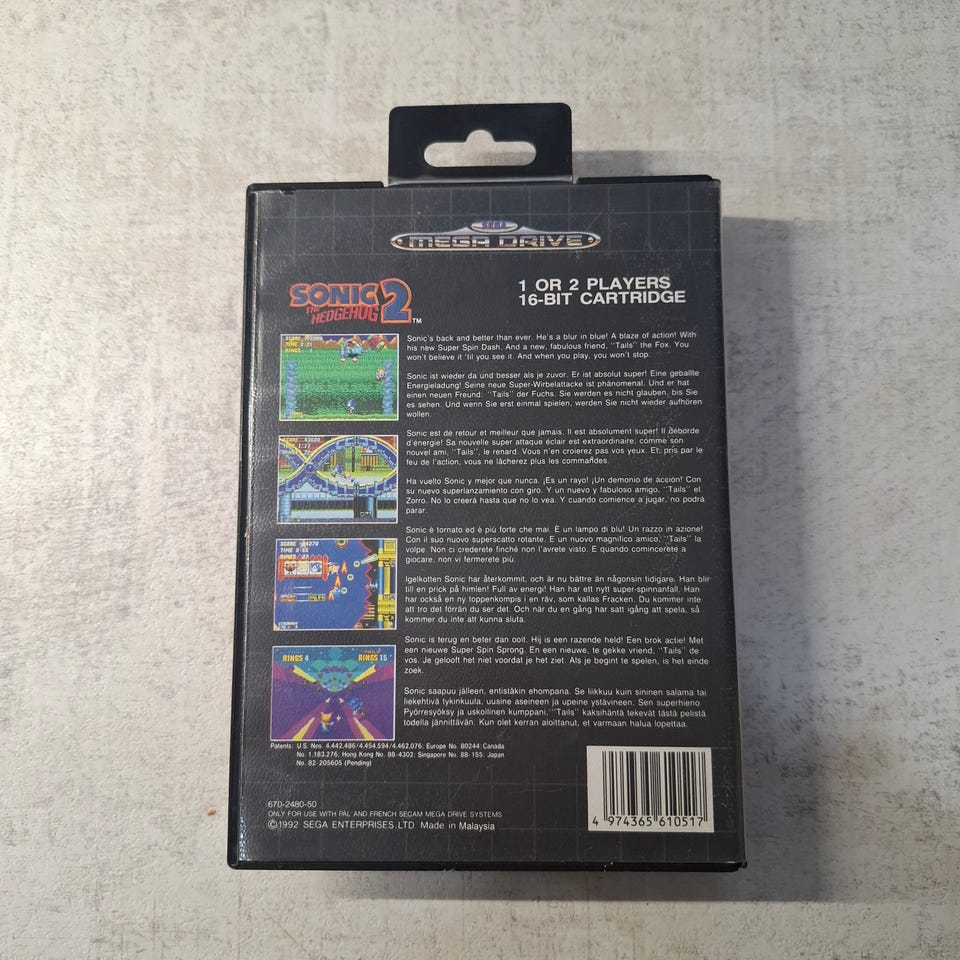 SEGA
MEGA DRIVE
SONIC
THE
HEDGEHOG 2 ™
1 OR 2 PLAYERS
16-BIT CARTRIDGE
Sonic's back and better than ever. He's a blur in blue! A blaze of action! With
his new Super Spin Dash. And a new, fabulous friend, "Tails" the Fox. You
won't believe it 'til you see it. And when you play, you won't stop.
Sonic ist wieder da und besser als je zuvor. Er ist absolut super! Eine geballte
Energieladung! Seine neue Super-Wirbelattacke ist phänomenal. Und er hat
einen neuen Freund: "Tails" der Fuchs. Sie werden es nicht glauben, bis Sie
es sehen. Und wenn Sie erst einmal spielen, werden Sie nicht wieder aufhören
wollen.
Sonic est de retour et meilleur que jamais. Il est absolument super! Il déborde
d'énergie! Sa nouvelle super attaque éclair est extraordinaire, comme son
nouvel ami, "Tails", le renard. Vous n'en croirez pas vos yeux. Et, pris par le
feu de l'action, vous ne lâcherez plus les commandes.
Ha vuelto Sonic y mejor que nunca. ¡Es un rayo! ¡Un demonio de acción! Con
su nuevo superlanzamiento con giro. Y un nuevo y fabuloso amigo, "Tails" el
Zorro. No lo creerá hasta que no lo vea. Y cuando comience a jugar, no podrá
parar.
Sonic è tornato ed è più forte che mai. È un lampo di blu! Un razzo in azione!
Con il suo nuovo superscatto rotante. E un nuovo magnifico amico, "Tails" la
volpe. Non ci crederete finché non l'avrete visto. E quando comincerete a
giocare, non vi fermerete più.
Igelkotten Sonic har återkommit, och är nu bättre än någonsin tidigare. Han blir
till en prick på himlen! Full av energi! Han har ett nytt super-spinnanfall. Han
har också en ny toppenkompis i en räv, som kallas Fracken. Du kommer inte
att tro det förrän du ser det. Och när du en gång har satt igång att spela, så
kommer du inte att kunna sluta.
Sonic is terug en beter dan ooit. Hij is een razende held! Een brok actie! Met
een nieuwe Super Spin Sprong. En een nieuwe, te gekke vriend, "Tails" de
vos. Je gelooft het niet voordat je het ziet. Als je begint te spelen, is het einde
zoek.
Sonic saapuu jälleen, entistäkin ehompana. Se liikkuu kuin sininen salama tai
liekehtivä tykinkuula, uusine aseineen ja upeine ystävineen. Sen superhieno
Pyörresyöksy ja uskollinen kumppani, "Tails" kaksihäntä tekevät tästä pelistä
todella jännittävän. Kun olet kerran aloittanut, et varmaan halua lopettaa.
RINGS 4
RINGS 15
Patents: U.S. Nos. 4,442,486/4,454,594/4,462,076; Europe No. 80244; Canada
No. 1,183,276; Hong Kong No. 88-4302; Singapore No. 88-155; Japan
No. 82-205605 (Pending)
670-2480-50
ONLY FOR USE WITH PAL AND FRENCH SECAM MEGA DRIVE SYSTEMS
©1992 SEGA ENTERPRISES, LTD Made in Malaysia
4 974365 610517